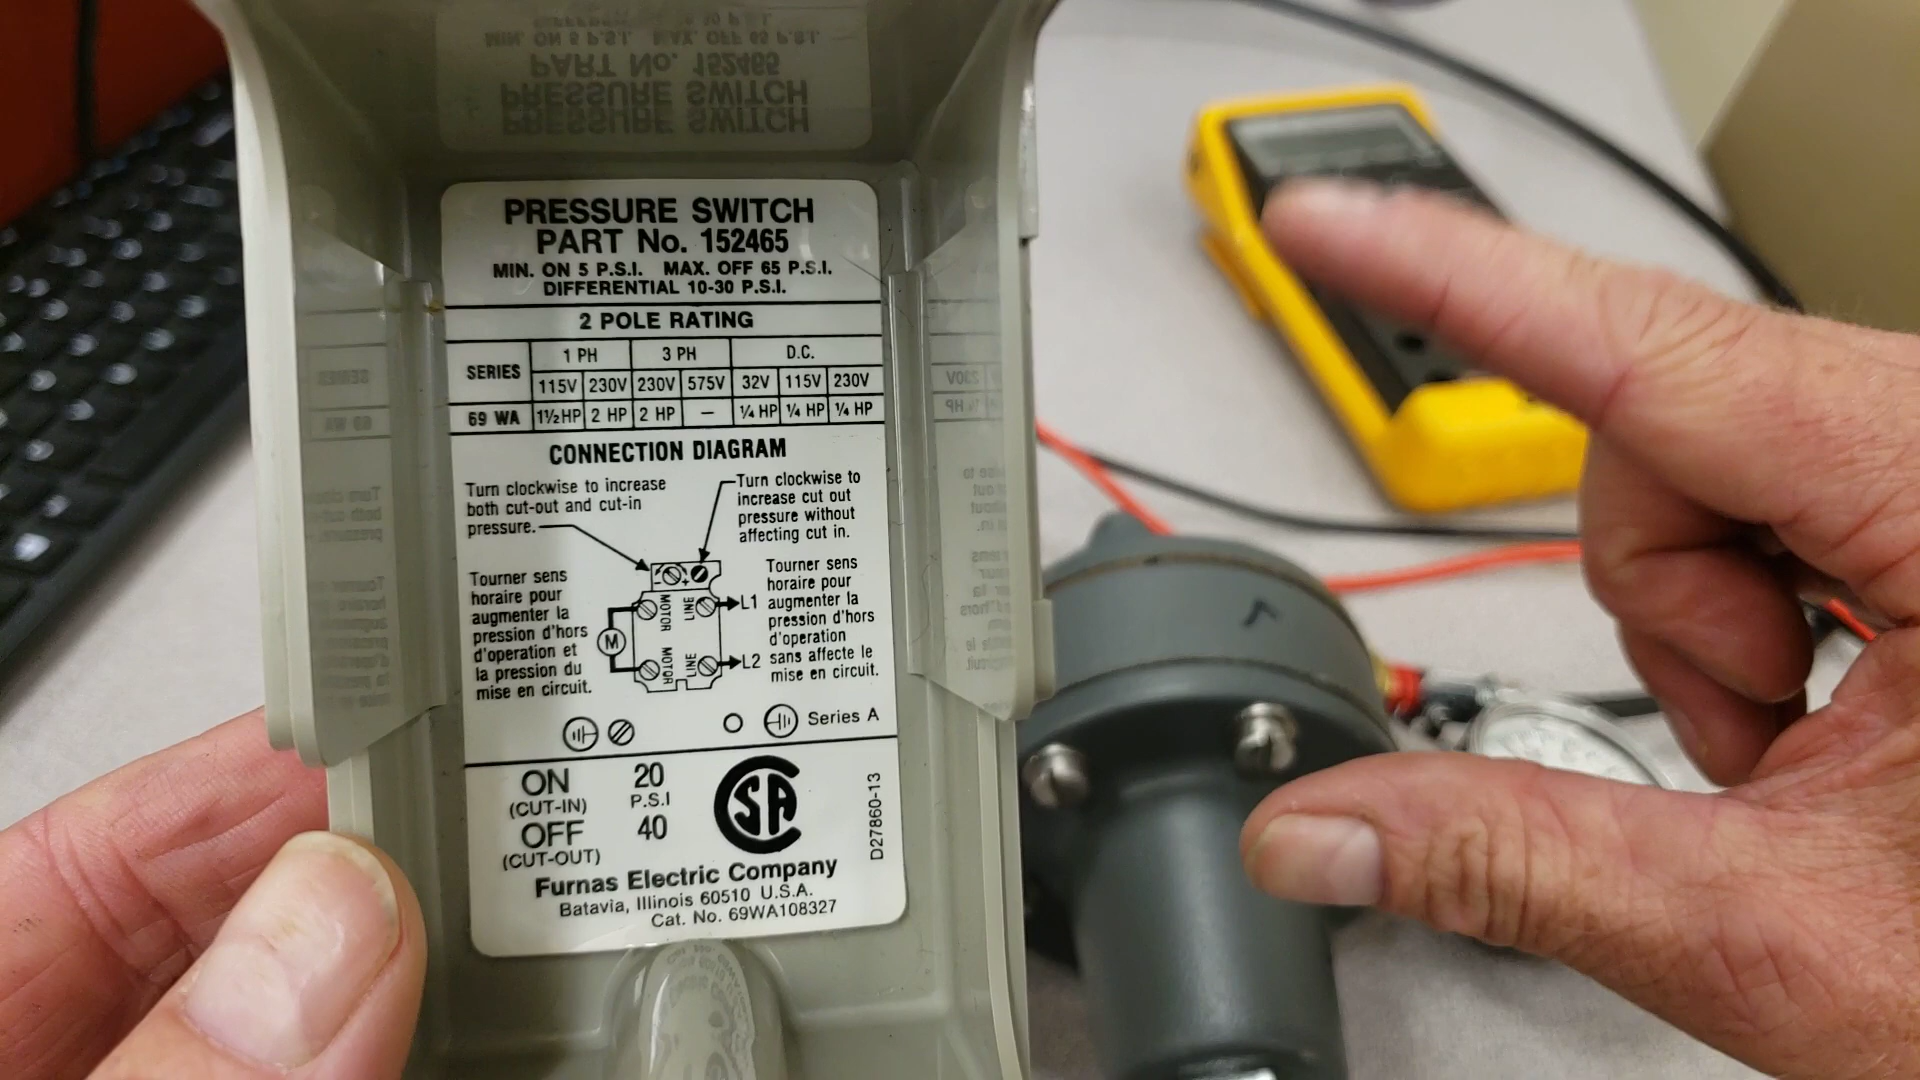 PRESSURE SWITCH
PART No. 152465
MIN. ON 5 P.S.I. MAX. OFF 65 P.S.I.
DIFFERENTIAL 10-30 P.S.I.
2 POLE RATING
SERIES 1 PH 3 PH D.C.
115V 230V 230V 575V 32V 115V 230V
69 WA 1½HP 2 HP 2 HP — ¼ HP ¼ HP ¼ HP
CONNECTION DIAGRAM
Turn clockwise to increase
both cut-out and cut-in
pressure.
Turn clockwise to
increase cut out
pressure without
affecting cut in.
Tourner sens
horaire pour
augmenter la
pression d'hors
d'operation et
la pression du
mise en circuit.
- +
MOTOR LINE L1
M
MOTOR LINE L2
Tourner sens
horaire pour
augmenter la
pression d'hors
d'operation
sans affecte le
mise en circuit.
Series A
ON 20
(CUT-IN) P.S.I
OFF 40
(CUT-OUT)
SA
D27860-13
Furnas Electric Company
Batavia, Illinois 60510 U.S.A.
Cat. No. 69WA108327